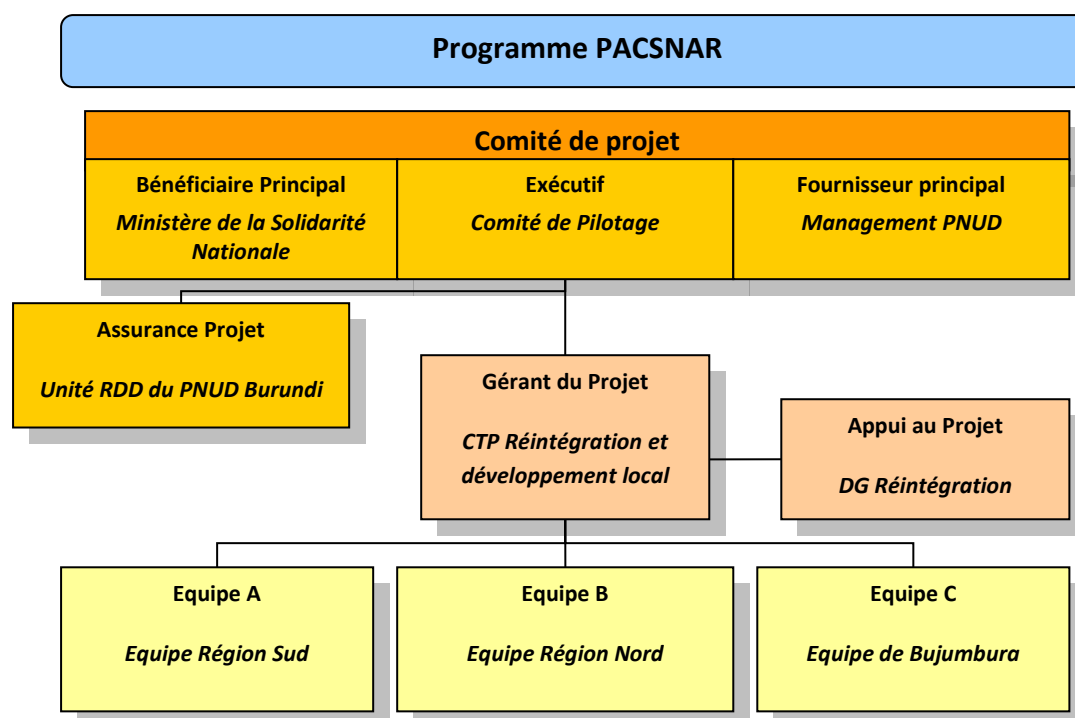 Programme PACSNAR
Comité de projet
Bénéficiaire Principal
Ministère de la Solidarité
Nationale
Exécutif
Comité de Pilotage
Fournisseur principal
Management PNUD
Assurance Projet
Unité RDD du PNUD Burundi
Gérant du Projet
CTP Réintégration et
développement local
Appui au Projet
DG Réintégration
Equipe A
Equipe Région Sud
Equipe B
Equipe Région Nord
Equipe C
Equipe de Bujumbura